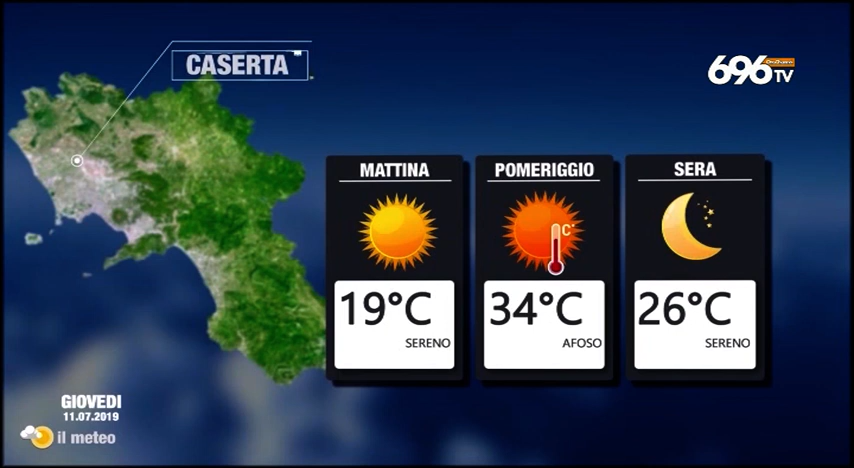 CASERTA
696 TV
MATTINA
POMERIGGIO
SERA
C°
19°C
34°C
26°C
SERENO
AFOSO
SERENO
GIOVEDI
11.07.2019
il meteo